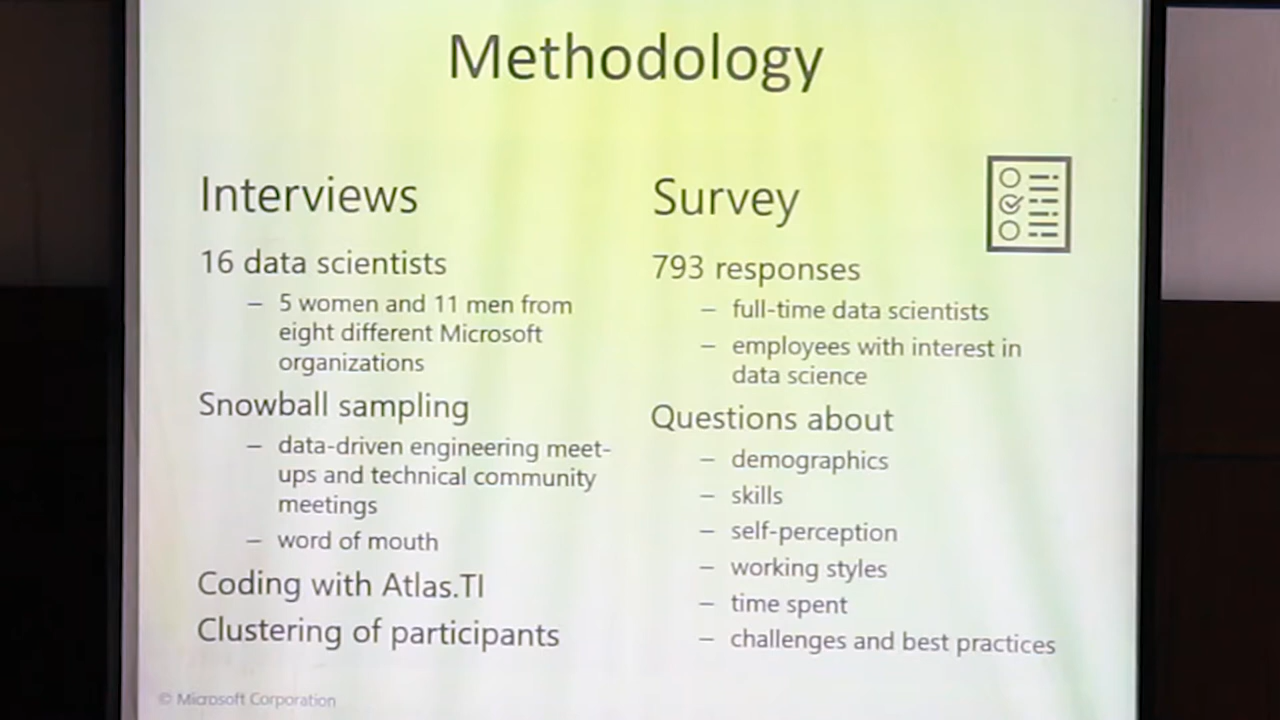 Methodology
Interviews
16 data scientists
– 5 women and 11 men from
eight different Microsoft
organizations
Snowball sampling
– data-driven engineering meet-
ups and technical community
meetings
– word of mouth
Coding with Atlas.TI
Clustering of participants
Survey
793 responses
– full-time data scientists
– employees with interest in
data science
Questions about
– demographics
– skills
– self-perception
– working styles
– time spent
– challenges and best practices
© Microsoft Corporation